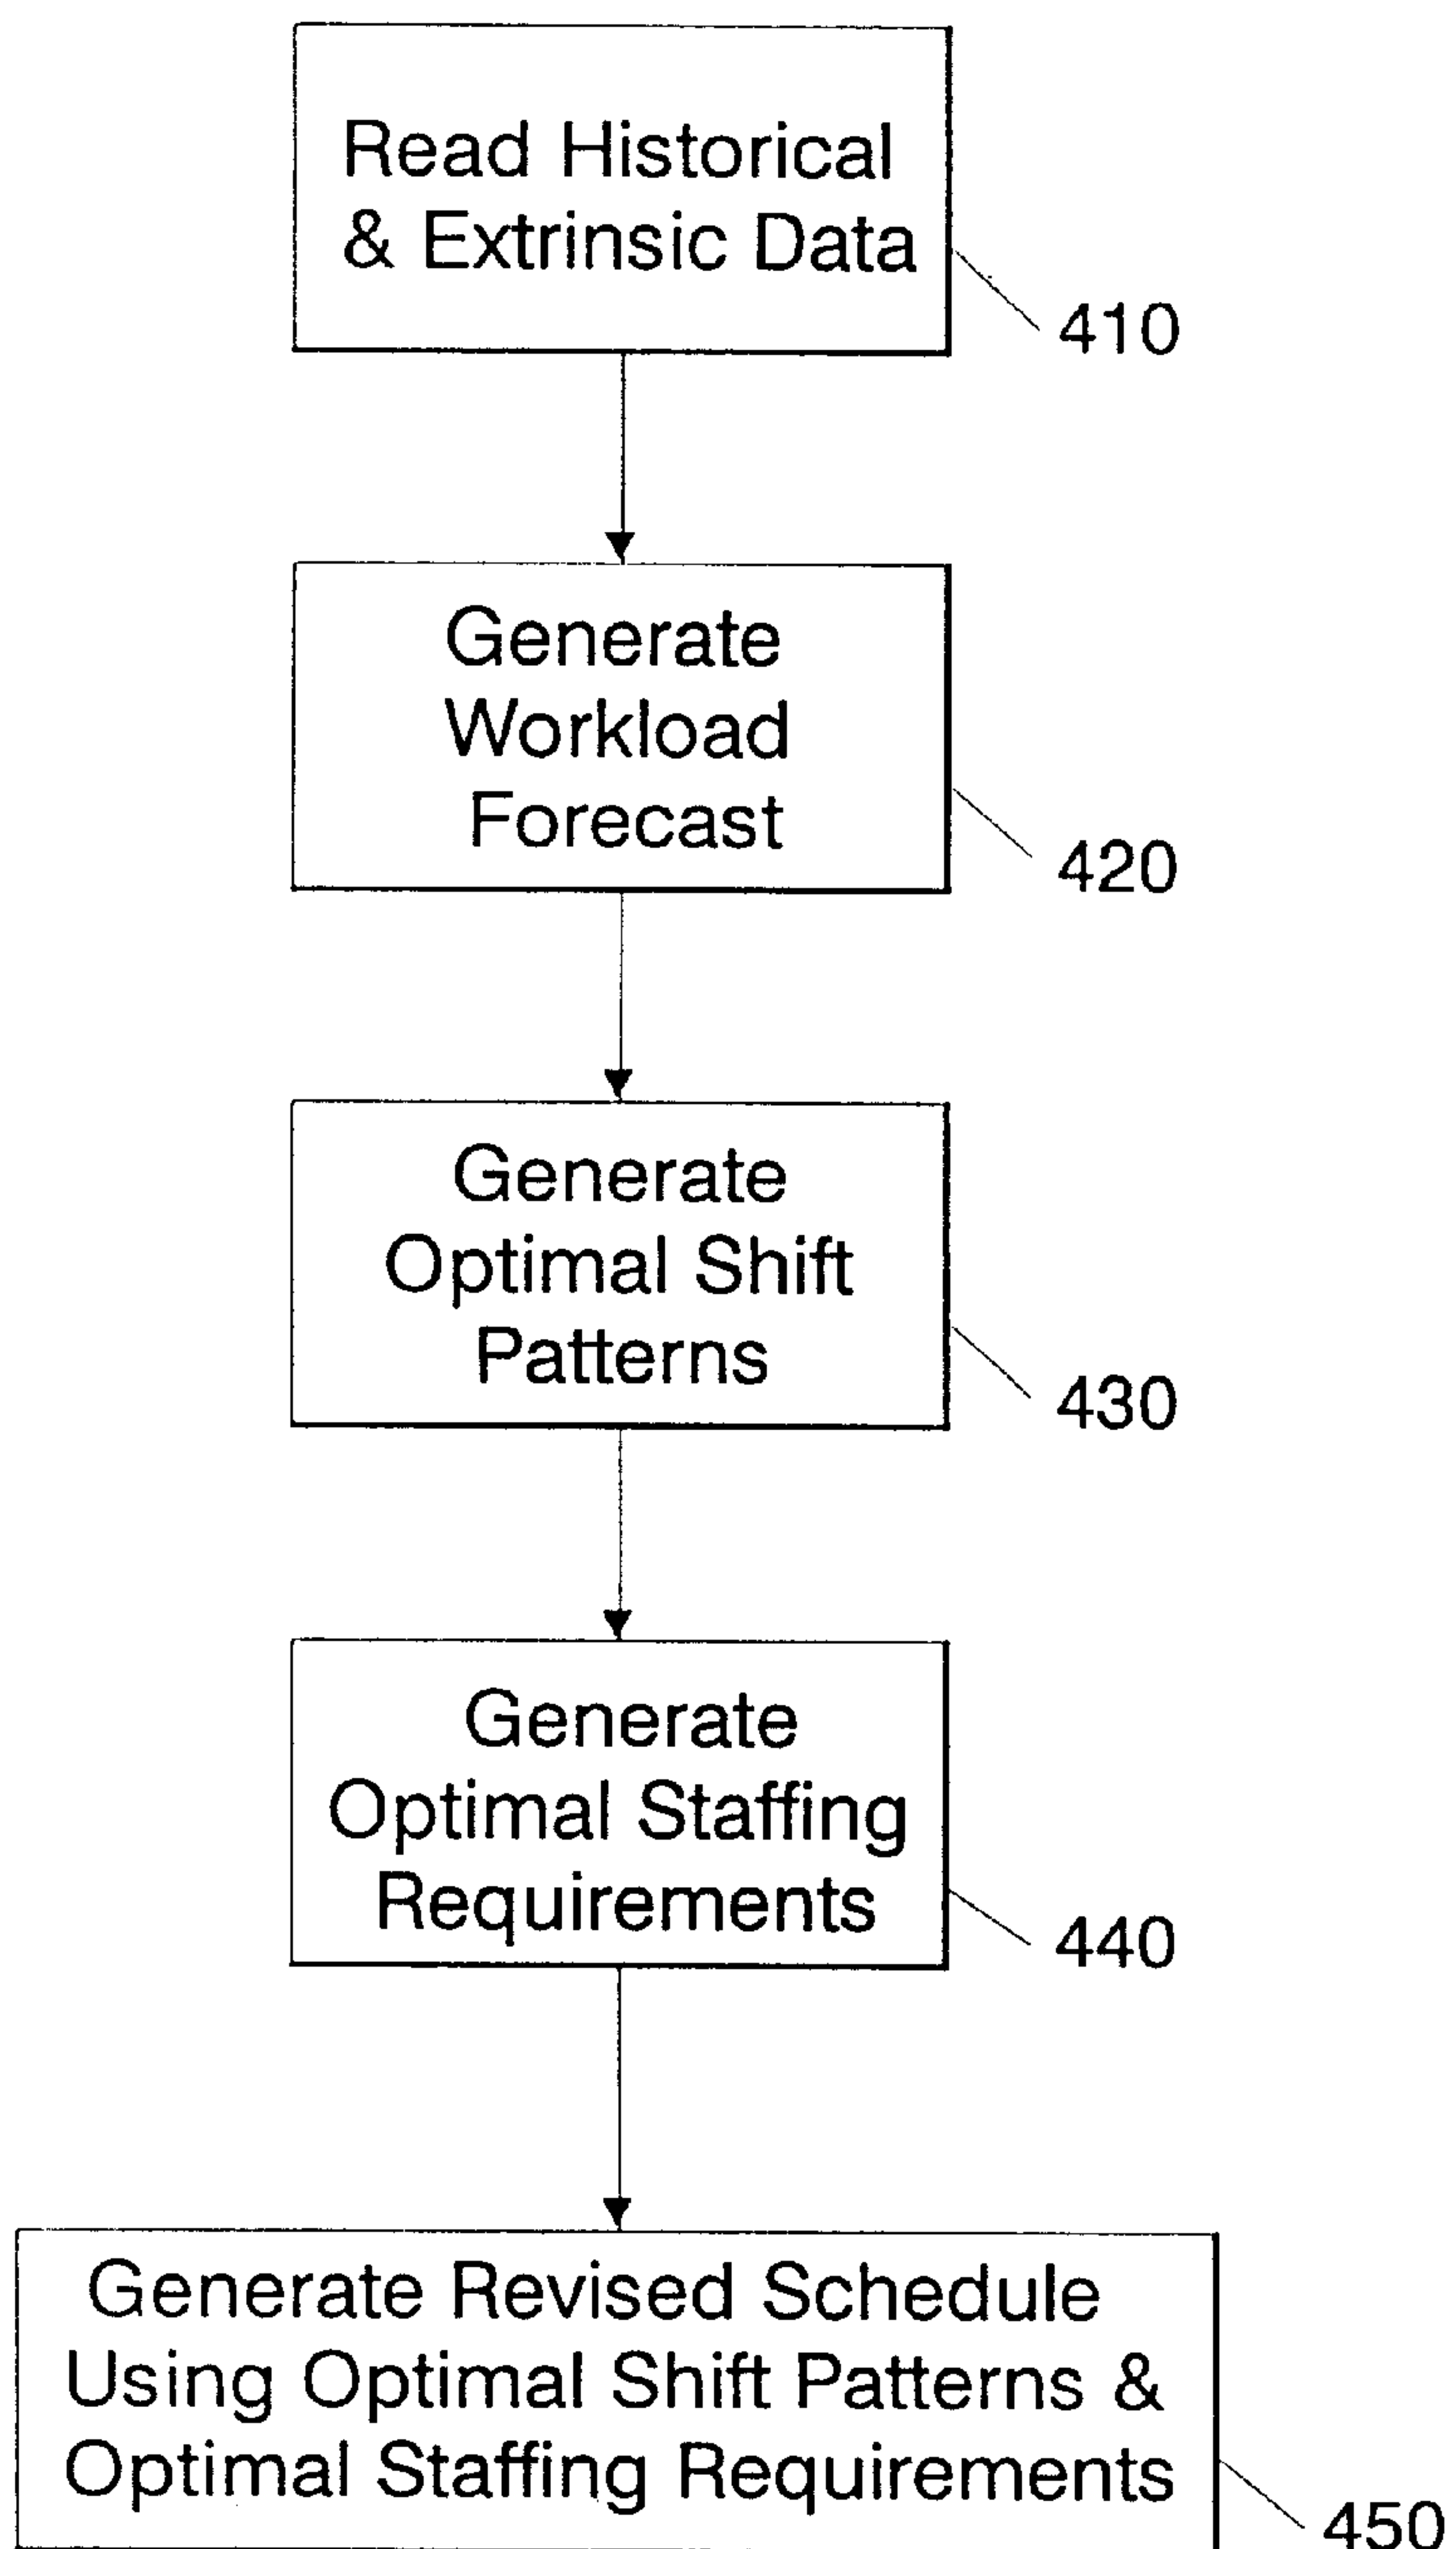 Read Historical
& Extrinsic Data
410
Generate
Workload
Forecast
420
Generate
Optimal Shift
Patterns
430
Generate
Optimal Staffing
Requirements
440
Generate Revised Schedule
Using Optimal Shift Patterns &
Optimal Staffing Requirements
450